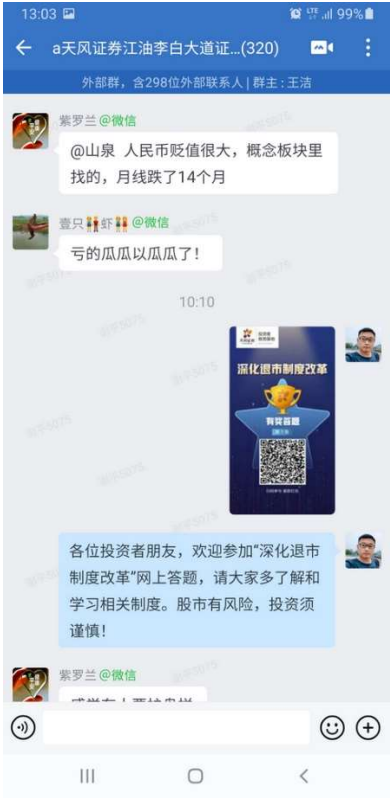 13:03 LTE 99%
a天风证券江油李白大道证...(320)
外部群，含298位外部联系人 | 群主：王洁
紫罗兰@微信
@山泉 人民币贬值很大，概念板块里
找的，月线跌了14个月
壹只虾@微信
亏的瓜瓜以瓜瓜了！
10:10
深化退市制度改革
有奖答题
各位投资者朋友，欢迎参加“深化退市
制度改革”网上答题，请大家多了解和
学习相关制度。股市有风险，投资须
谨慎！
紫罗兰@微信